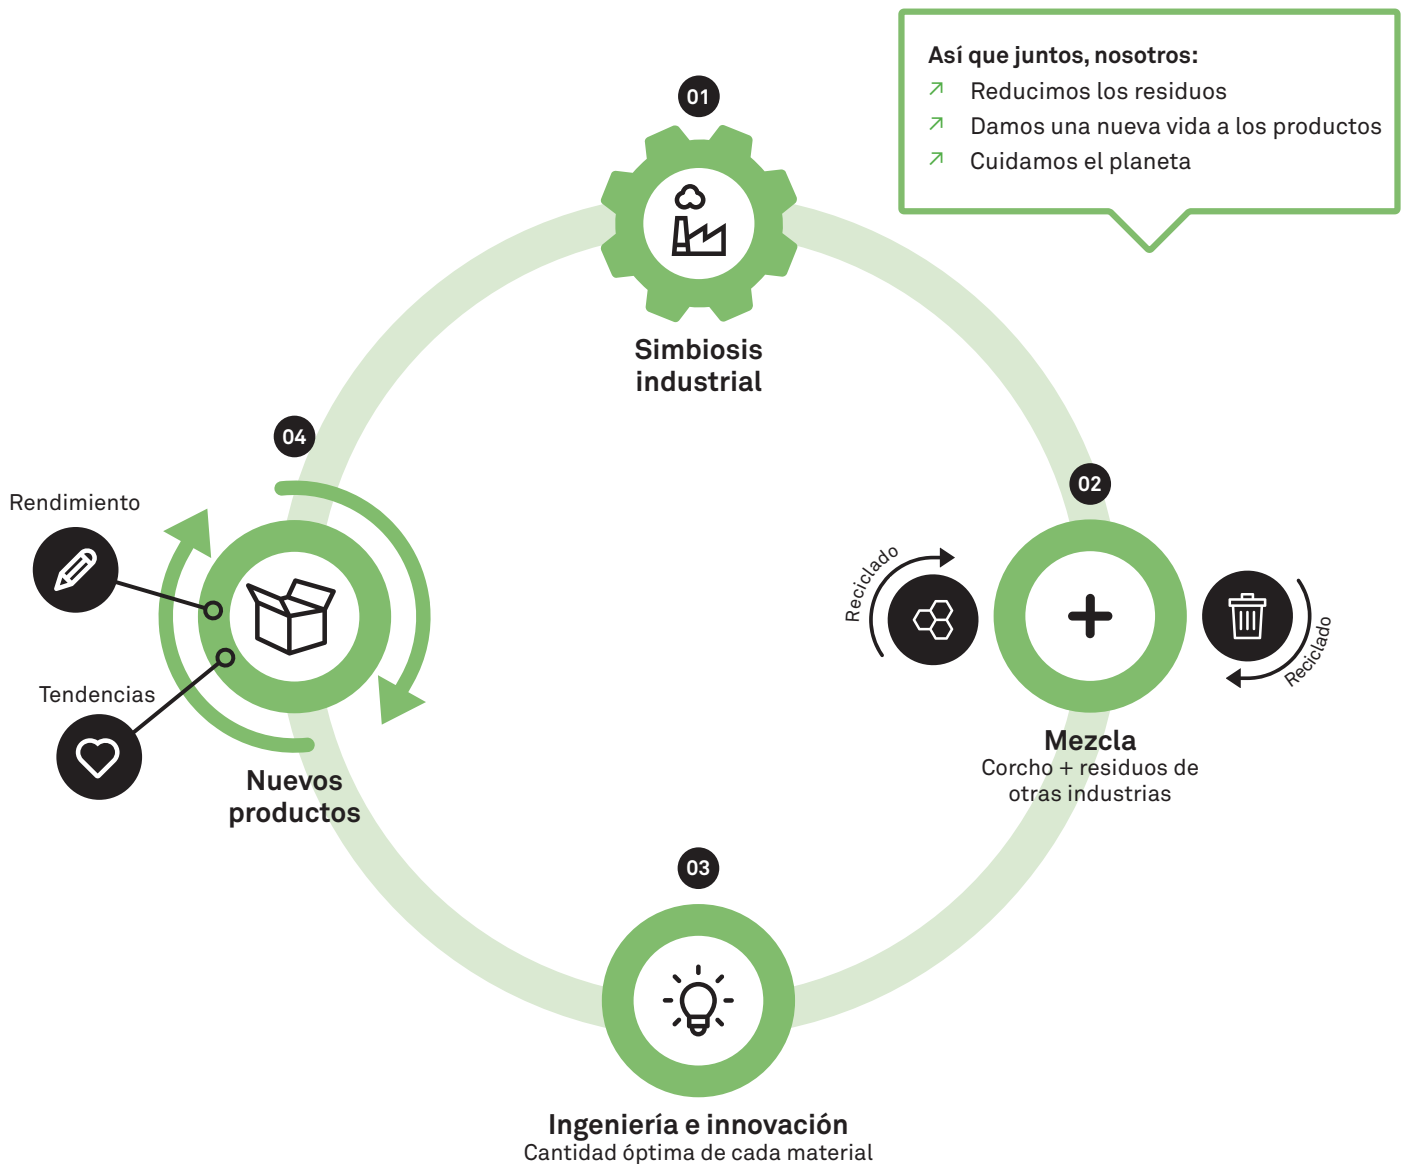 Así que juntos, nosotros:
Reducimos los residuos
Damos una nueva vida a los productos
Cuidamos el planeta
01
Simbiosis
industrial
02
Reciclado
Reciclado
Mezcla
Corcho + residuos de
otras industrias
03
Ingeniería e innovación
Cantidad óptima de cada material
04
Rendimiento
Tendencias
Nuevos
productos